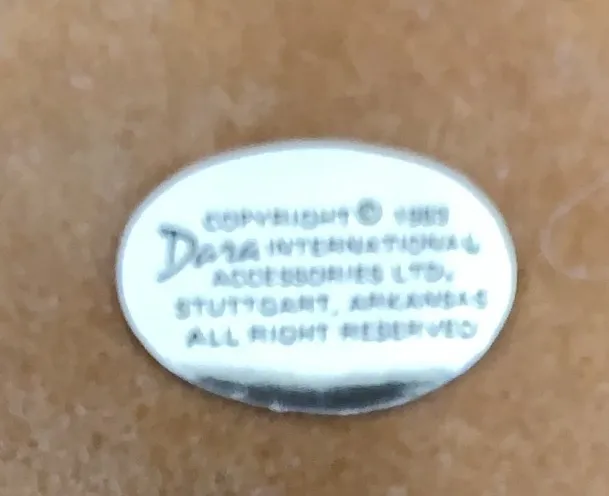 COPYRIGHT ©
Dara INTERNATIONAL
ACCESSORIES LTD.
STUTTGART, ARKANSAS
ALL RIGHT RESERVED